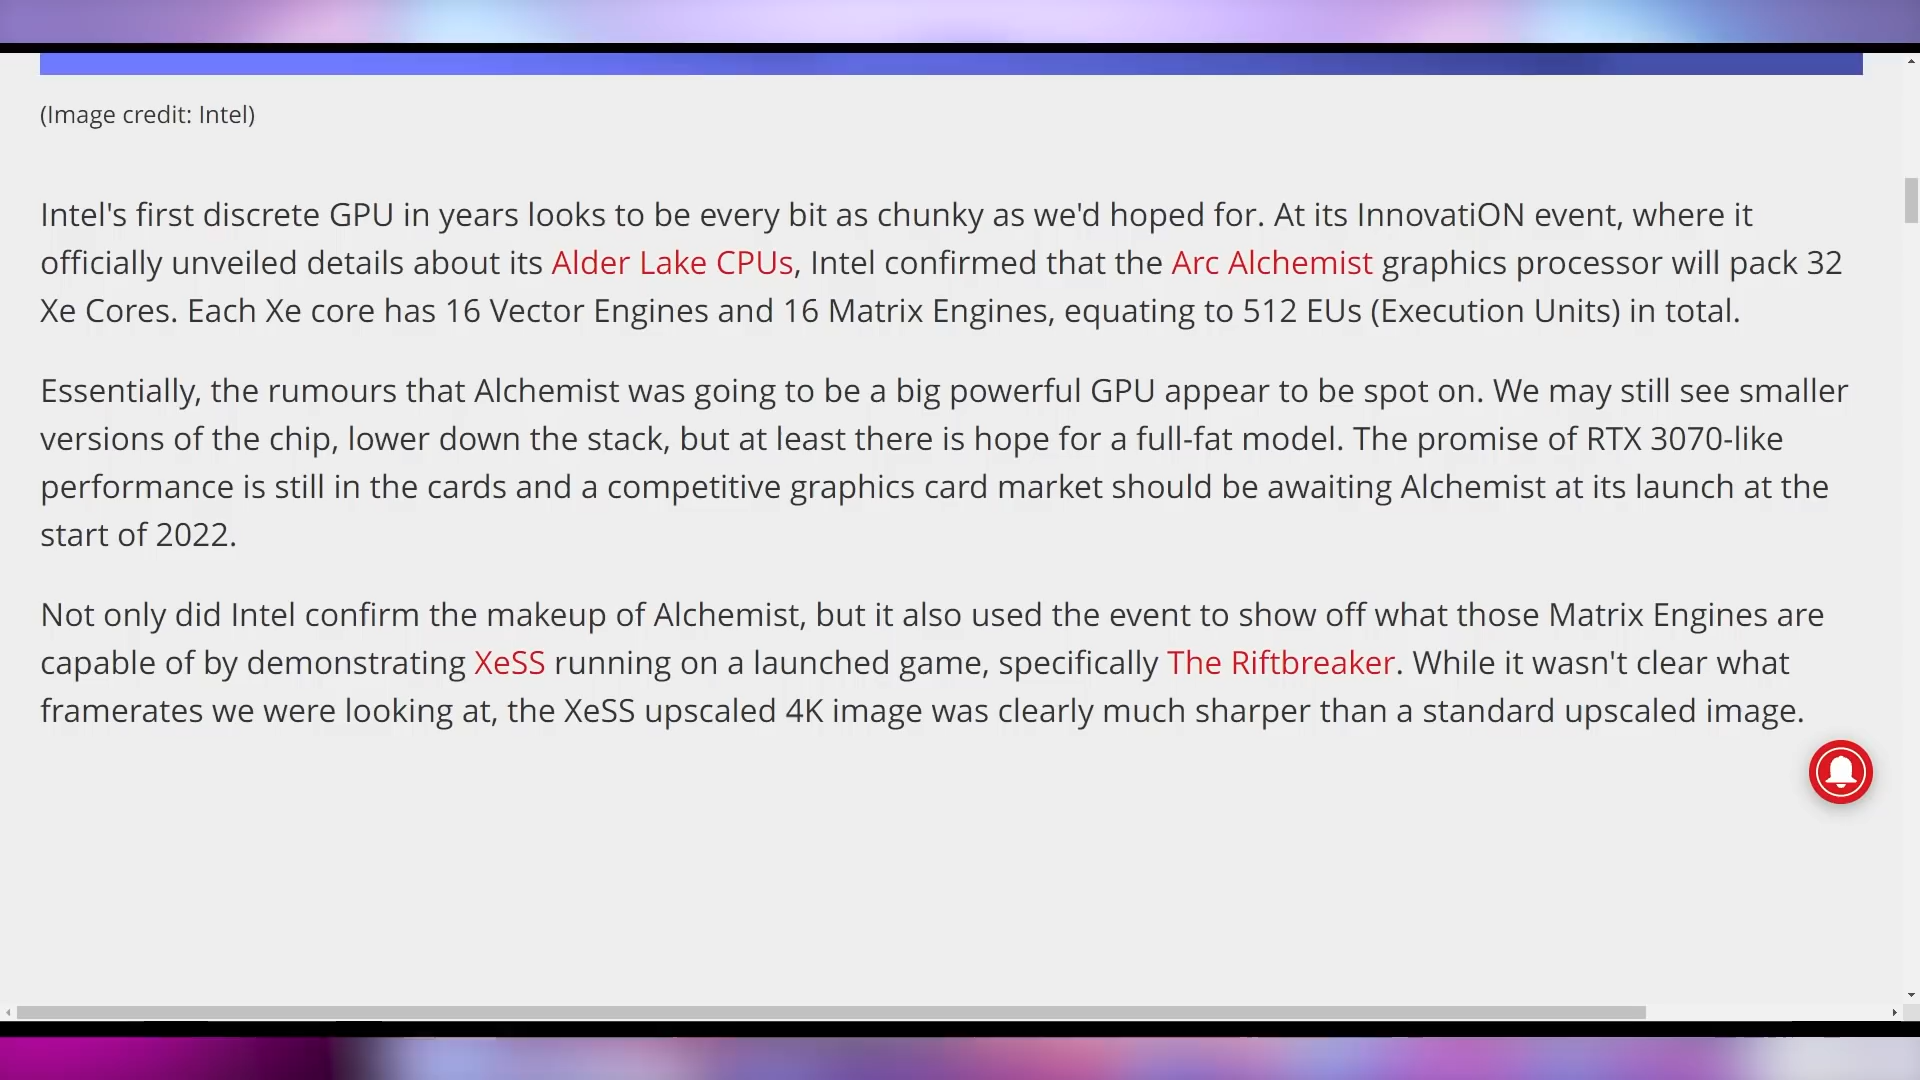 (Image credit: Intel)
Intel's first discrete GPU in years looks to be every bit as chunky as we'd hoped for. At its InnovatiON event, where it
officially unveiled details about its Alder Lake CPUs, Intel confirmed that the Arc Alchemist graphics processor will pack 32
Xe Cores. Each Xe core has 16 Vector Engines and 16 Matrix Engines, equating to 512 EUs (Execution Units) in total.
Essentially, the rumours that Alchemist was going to be a big powerful GPU appear to be spot on. We may still see smaller
versions of the chip, lower down the stack, but at least there is hope for a full-fat model. The promise of RTX 3070-like
performance is still in the cards and a competitive graphics card market should be awaiting Alchemist at its launch at the
start of 2022.
Not only did Intel confirm the makeup of Alchemist, but it also used the event to show off what those Matrix Engines are
capable of by demonstrating XeSS running on a launched game, specifically The Riftbreaker. While it wasn't clear what
framerates we were looking at, the XeSS upscaled 4K image was clearly much sharper than a standard upscaled image.